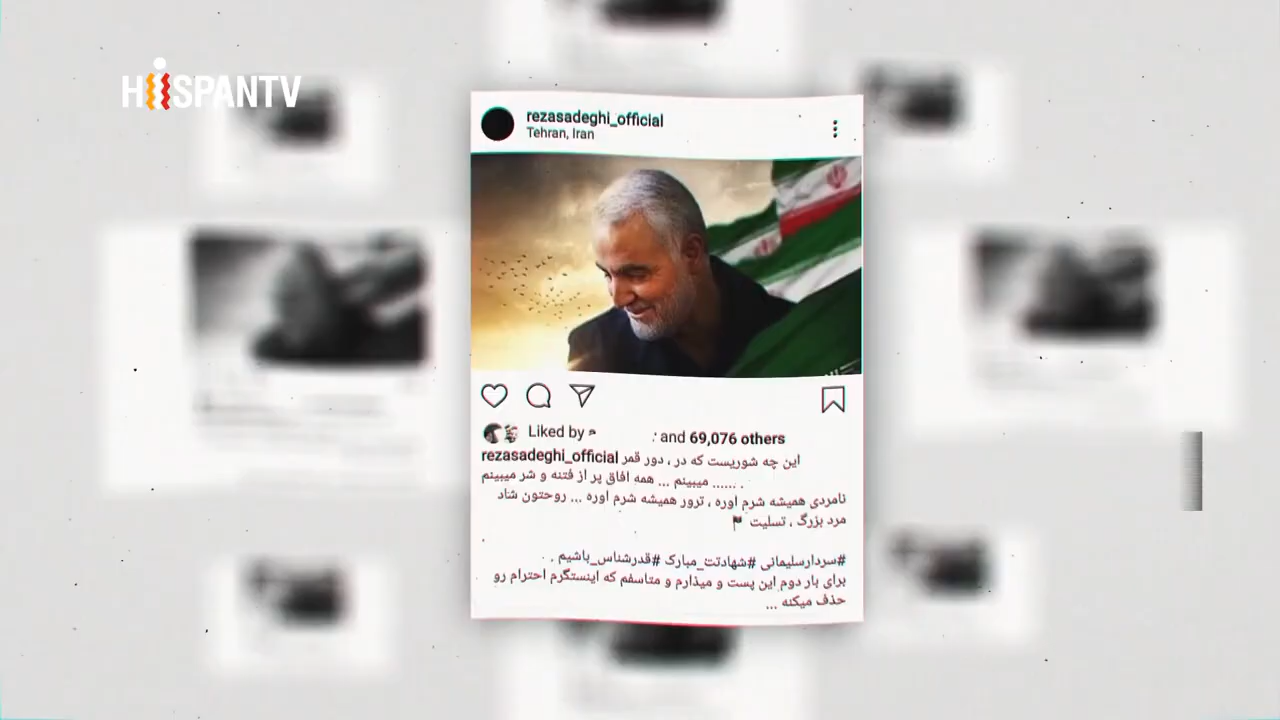 HISPANTV
rezasadeghi_official
Tehran, Iran
Liked by and 69,076 others
rezasadeghi_official این چه شوریست که در ، دور قمر
میبینم ... همه افاق پر از فتنه و شر میبینم ...... .
نامردی همیشه شرم اوره ، ترور همیشه شرم اوره ... روحتون شاد
مرد بزرگ ، تسلیت 🏴
#سردارسلیمانی #شهادتت_مبارک #قدرشناس_باشیم .
برای بار دوم این پست و میذارم و متاسفم که اینستگرم احترام رو
حذف میکنه ...